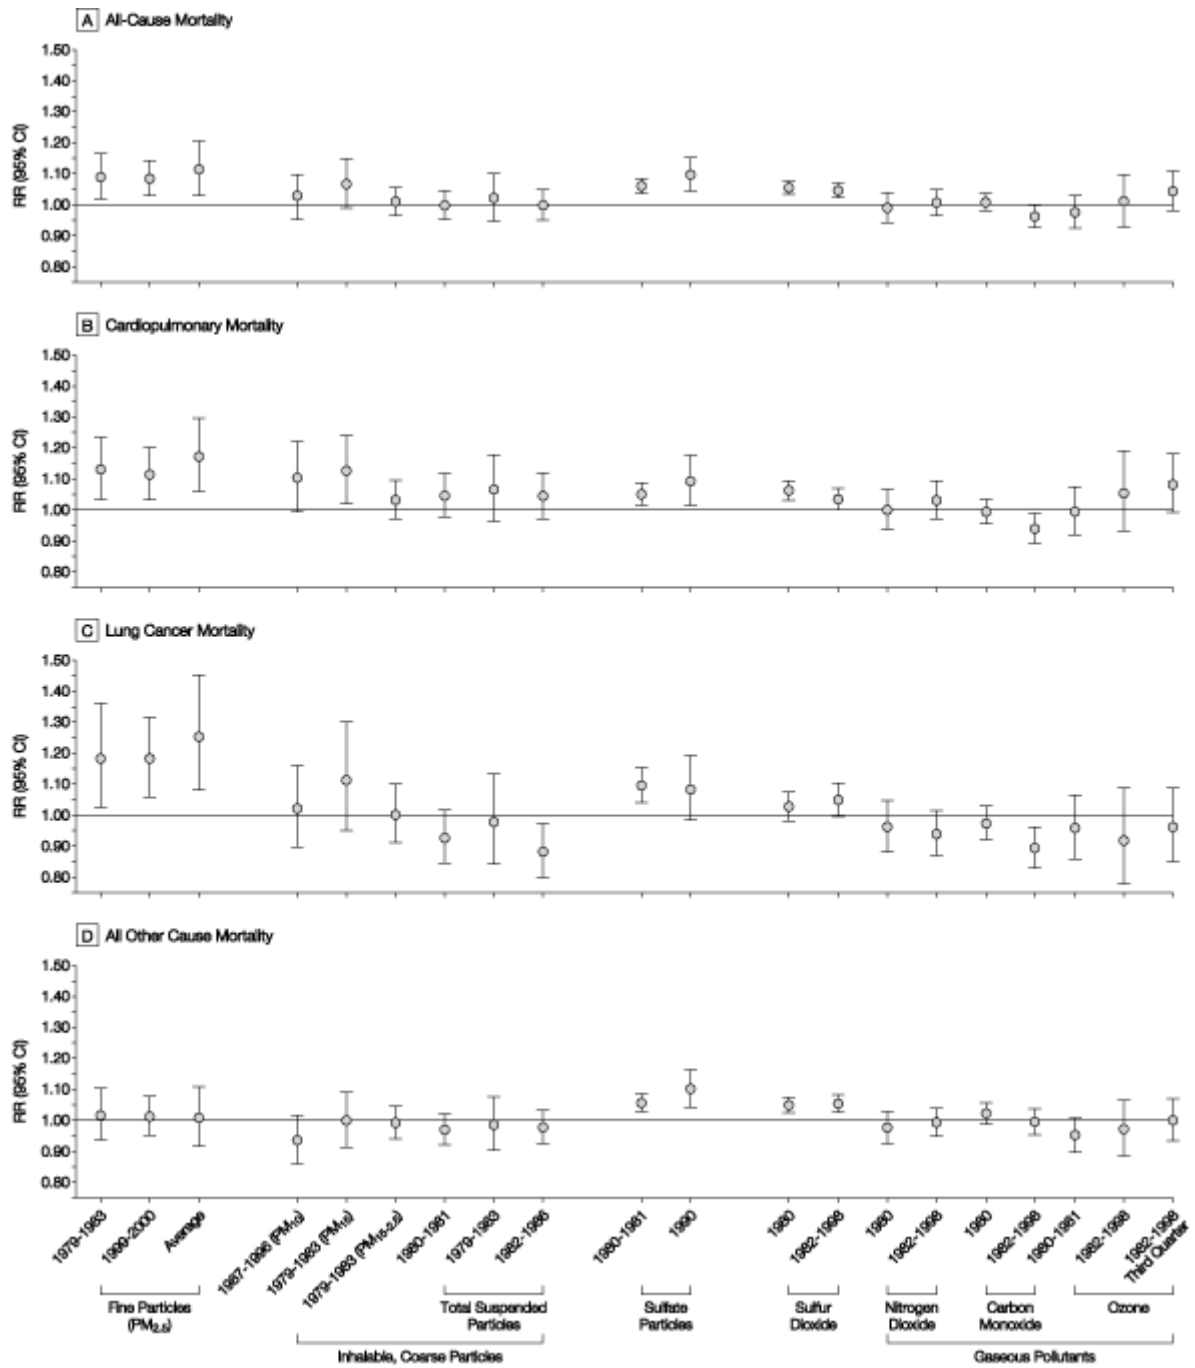 A All-Cause Mortality
1.50
1.40
1.30
1.20
1.10
1.00
0.90
0.80
RR (95% CI)
B Cardiopulmonary Mortality
1.50
1.40
1.30
1.20
1.10
1.00
0.90
0.80
RR (95% CI)
C Lung Cancer Mortality
1.50
1.40
1.30
1.20
1.10
1.00
0.90
0.80
RR (95% CI)
D All Other Cause Mortality
1.50
1.40
1.30
1.20
1.10
1.00
0.90
0.80
RR (95% CI)
1979-1983
1999-2000
Average
1987-1996 (PM₁₀)
1979-1983 (PM₁₅)
1979-1983 (PM₁₅₋₂.₅)
1980-1981
1979-1983
1982-1986
1980-1981
1990
1980
1982-1998
1980
1982-1998
1980
1982-1998
1980-1981
1982-1998
1982-1998
Third Quarter
Fine Particles
(PM₂.₅)
Total Suspended
Particles
Sulfate
Particles
Sulfur
Dioxide
Nitrogen
Dioxide
Carbon
Monoxide
Ozone
Inhalable, Coarse Particles
Gaseous Pollutants